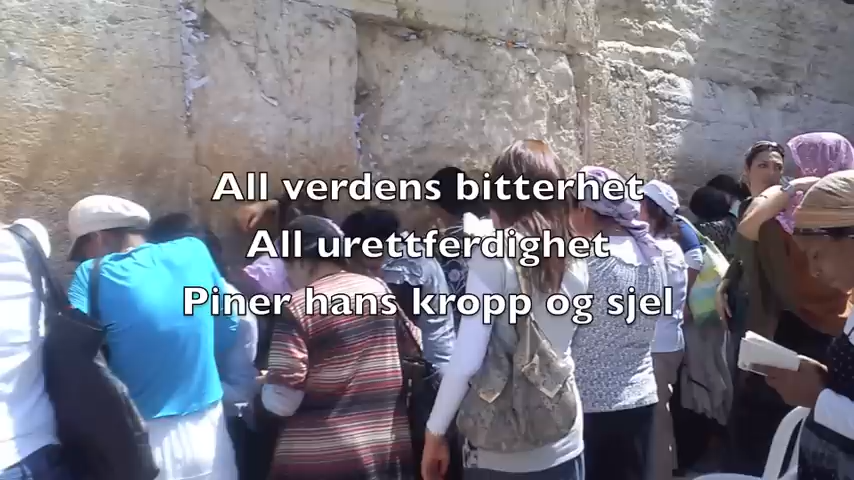 All verdens bitterhet
All urettferdighet
Piner hans kropp og sjel